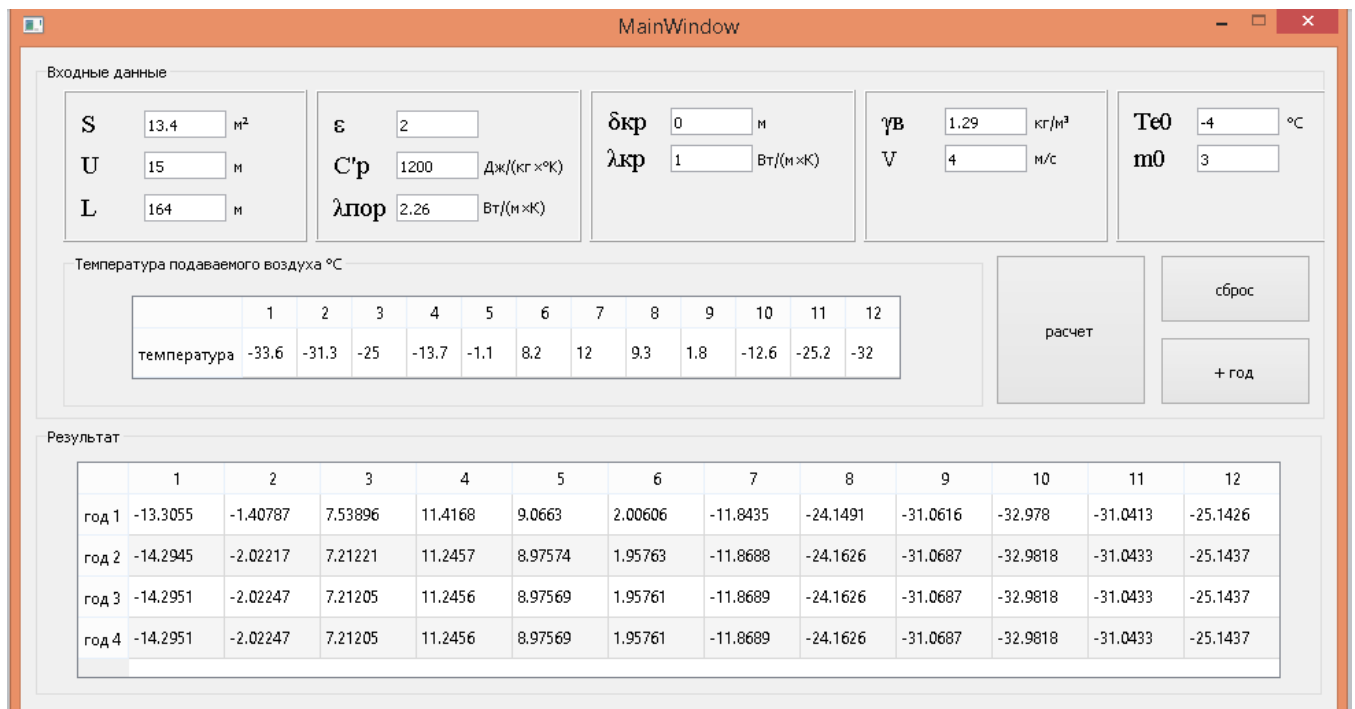 MainWindow
Входные данные
S 13.4 м² ε 2 δкр 0 м γв 1.29 кг/м³ Te0 -4 °C
U 15 м C'p 1200 Дж/(кг×°К) λкр 1 Вт/(м×К) V 4 м/с m0 3
L 164 м λпор 2.26 Вт/(м×К)
Температура подаваемого воздуха °C
1 2 3 4 5 6 7 8 9 10 11 12
температура -33.6 -31.3 -25 -13.7 -1.1 8.2 12 9.3 1.8 -12.6 -25.2 -32
расчет
сброс
+ год
Результат
1 2 3 4 5 6 7 8 9 10 11 12
год 1 -13.3055 -1.40787 7.53896 11.4168 9.0663 2.00606 -11.8435 -24.1491 -31.0616 -32.978 -31.0413 -25.1426
год 2 -14.2945 -2.02217 7.21221 11.2457 8.97574 1.95763 -11.8688 -24.1626 -31.0687 -32.9818 -31.0433 -25.1437
год 3 -14.2951 -2.02247 7.21205 11.2456 8.97569 1.95761 -11.8689 -24.1626 -31.0687 -32.9818 -31.0433 -25.1437
год 4 -14.2951 -2.02247 7.21205 11.2456 8.97569 1.95761 -11.8689 -24.1626 -31.0687 -32.9818 -31.0433 -25.1437